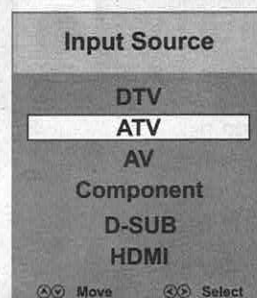 Input Source
DTV
ATV
AV
Component
D-SUB
HDMI
Move Select